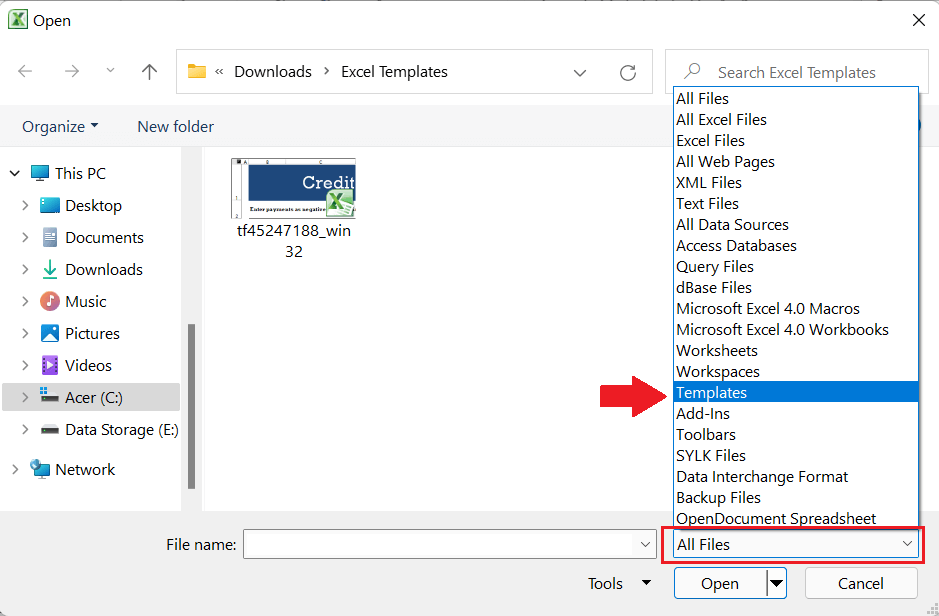 Open
« Downloads > Excel Templates
Search Excel Templates
Organize
New folder
This PC
Desktop
Documents
Downloads
Music
Pictures
Videos
Acer (C:)
Data Storage (E:)
Network
A B C
1
2
Credit
Enter payments as negative
tf45247188_win
32
All Files
All Excel Files
Excel Files
All Web Pages
XML Files
Text Files
All Data Sources
Access Databases
Query Files
dBase Files
Microsoft Excel 4.0 Macros
Microsoft Excel 4.0 Workbooks
Worksheets
Workspaces
Templates
Add-Ins
Toolbars
SYLK Files
Data Interchange Format
Backup Files
OpenDocument Spreadsheet
File name:
All Files
Tools
Open
Cancel